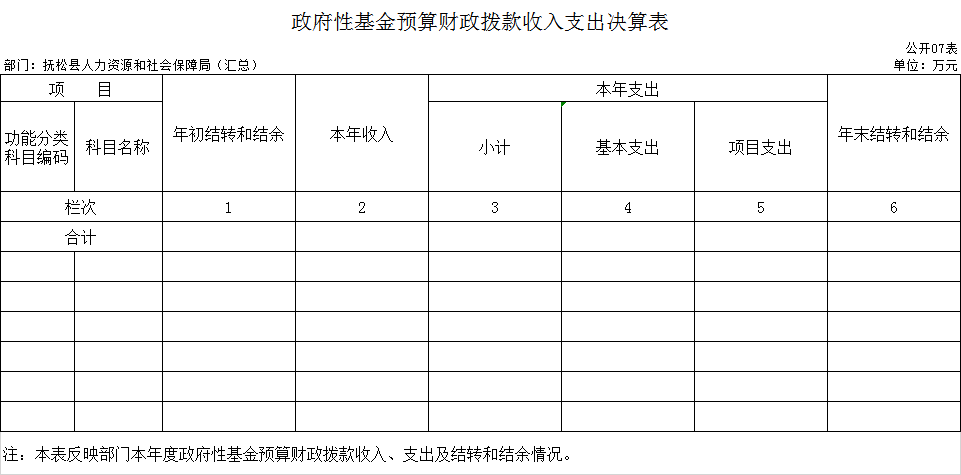 政府性基金预算财政拨款收入支出决算表
公开07表
部门：抚松县人力资源和社会保障局（汇总）
单位：万元
项 目
年初结转和结余
本年收入
本年支出
年末结转和结余
功能分类
科目编码
科目名称
小计
基本支出
项目支出
栏次 1 2 3 4 5 6
合计
注：本表反映部门本年度政府性基金预算财政拨款收入、支出及结转和结余情况。